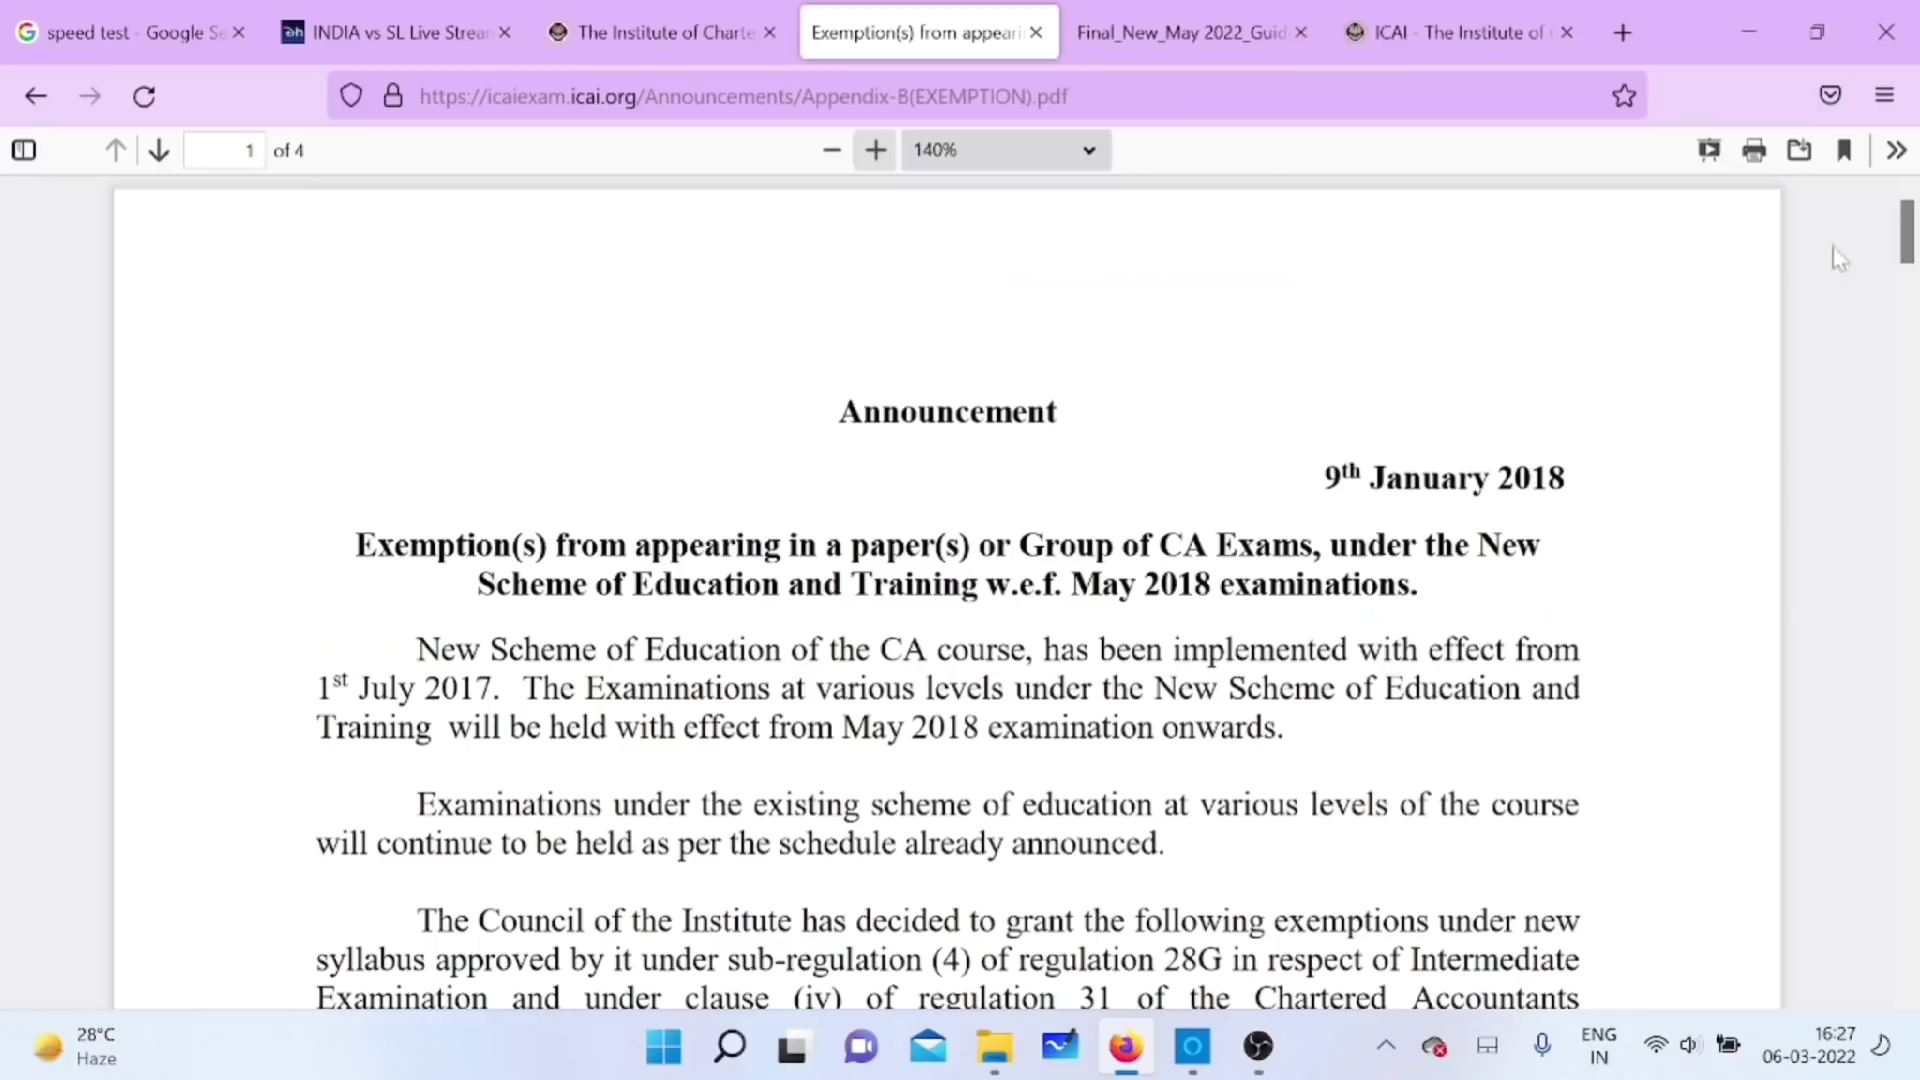 speed test - Google Se
INDIA vs SL Live Strea
The Institute of Charte
Exemption(s) from appeari
Final_New_May 2022_Guid
ICAI - The Institute of
https://icaiexam.icai.org/Announcements/Appendix-B(EXEMPTION).pdf
1 of 4
140%
Announcement
9th January 2018
Exemption(s) from appearing in a paper(s) or Group of CA Exams, under the New
Scheme of Education and Training w.e.f. May 2018 examinations.
New Scheme of Education of the CA course, has been implemented with effect from
1st July 2017. The Examinations at various levels under the New Scheme of Education and
Training will be held with effect from May 2018 examination onwards.
Examinations under the existing scheme of education at various levels of the course
will continue to be held as per the schedule already announced.
The Council of the Institute has decided to grant the following exemptions under new
syllabus approved by it under sub-regulation (4) of regulation 28G in respect of Intermediate
Examination and under clause (iv) of regulation 31 of the Chartered Accountants
28°C
Haze
ENG
IN
16:27
06-03-2022